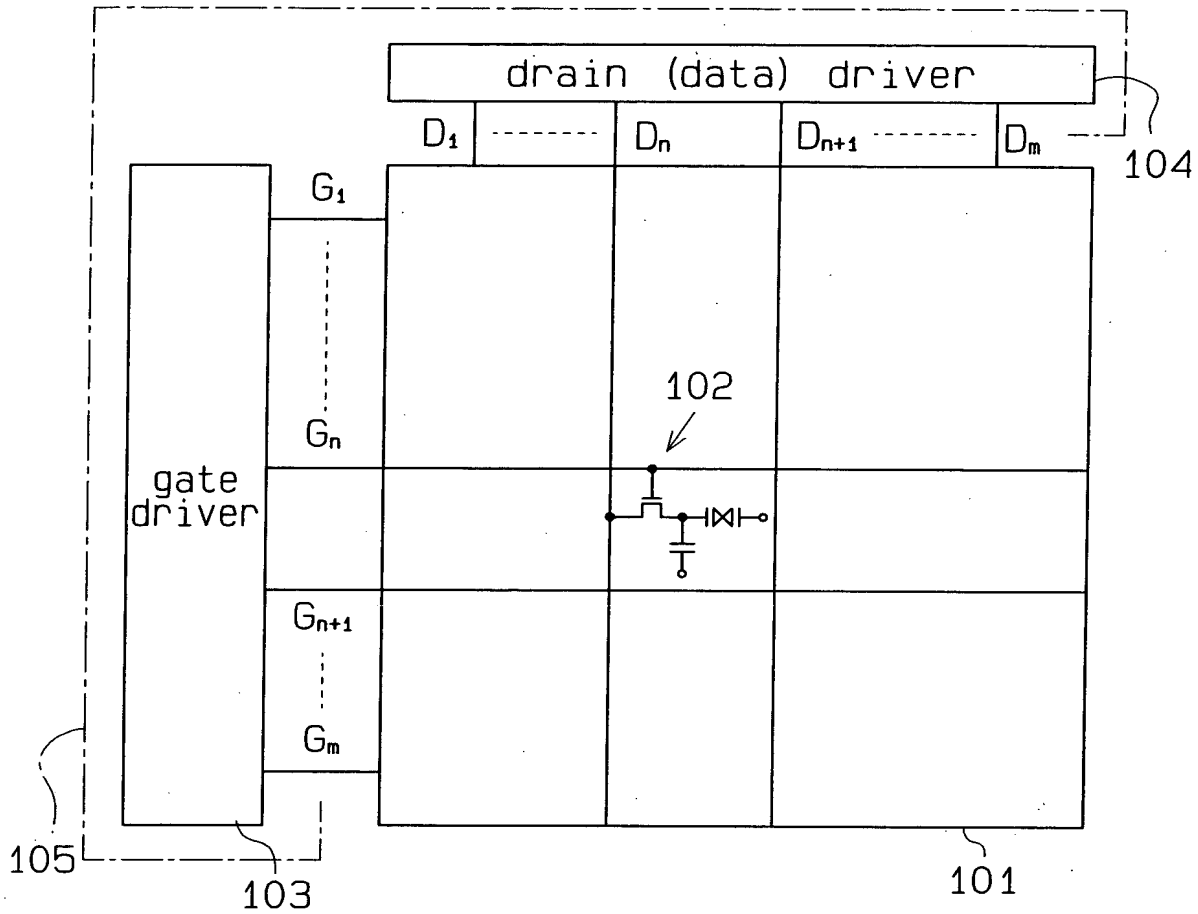 drain (data) driver
D₁ Dₙ Dₙ₊₁ Dₘ
104
G₁
Gₙ
102
gate
driver
Gₙ₊₁
Gₘ
105
103
101